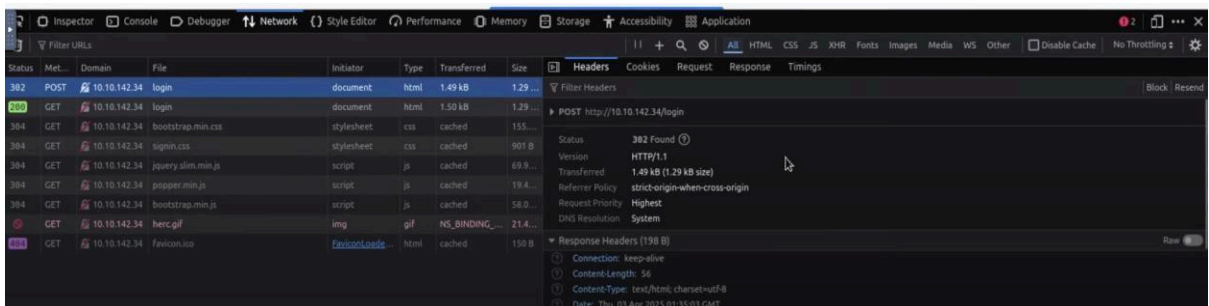 Inspector Console Debugger Network Style Editor Performance Memory Storage Accessibility Application 2
Filter URLs All HTML CSS JS XHR Fonts Images Media WS Other Disable Cache No Throttling
Status Met... Domain File Initiator Type Transferred Size Headers Cookies Request Response Timings
302 POST 10.10.142.34 login document html 1.49 kB 1.29 ... Filter Headers Block Resend
200 GET 10.10.142.34 login document html 1.50 kB 1.29 ...
POST http://10.10.142.34/login
304 GET 10.10.142.34 bootstrap.min.css stylesheet css cached 155....
Status 302 Found
304 GET 10.10.142.34 signin.css stylesheet css cached 901 B
Version HTTP/1.1
304 GET 10.10.142.34 jquery.slim.min.js script js cached 69.9...
Transferred 1.49 kB (1.29 kB size)
304 GET 10.10.142.34 popper.min.js script js cached 19.4...
Referrer Policy strict-origin-when-cross-origin
304 GET 10.10.142.34 bootstrap.min.js script js cached 58.0...
Request Priority Highest
GET 10.10.142.34 herc.gif img gif NS_BINDING_... 21.4...
DNS Resolution System
404 GET 10.10.142.34 favicon.ico FaviconLoade... html cached 150 B
Response Headers (198 B) Raw
Connection: keep-alive
Content-Length: 56
Content-Type: text/html; charset=utf-8
Date: Thu, 03 Apr 2025 01:35:03 GMT